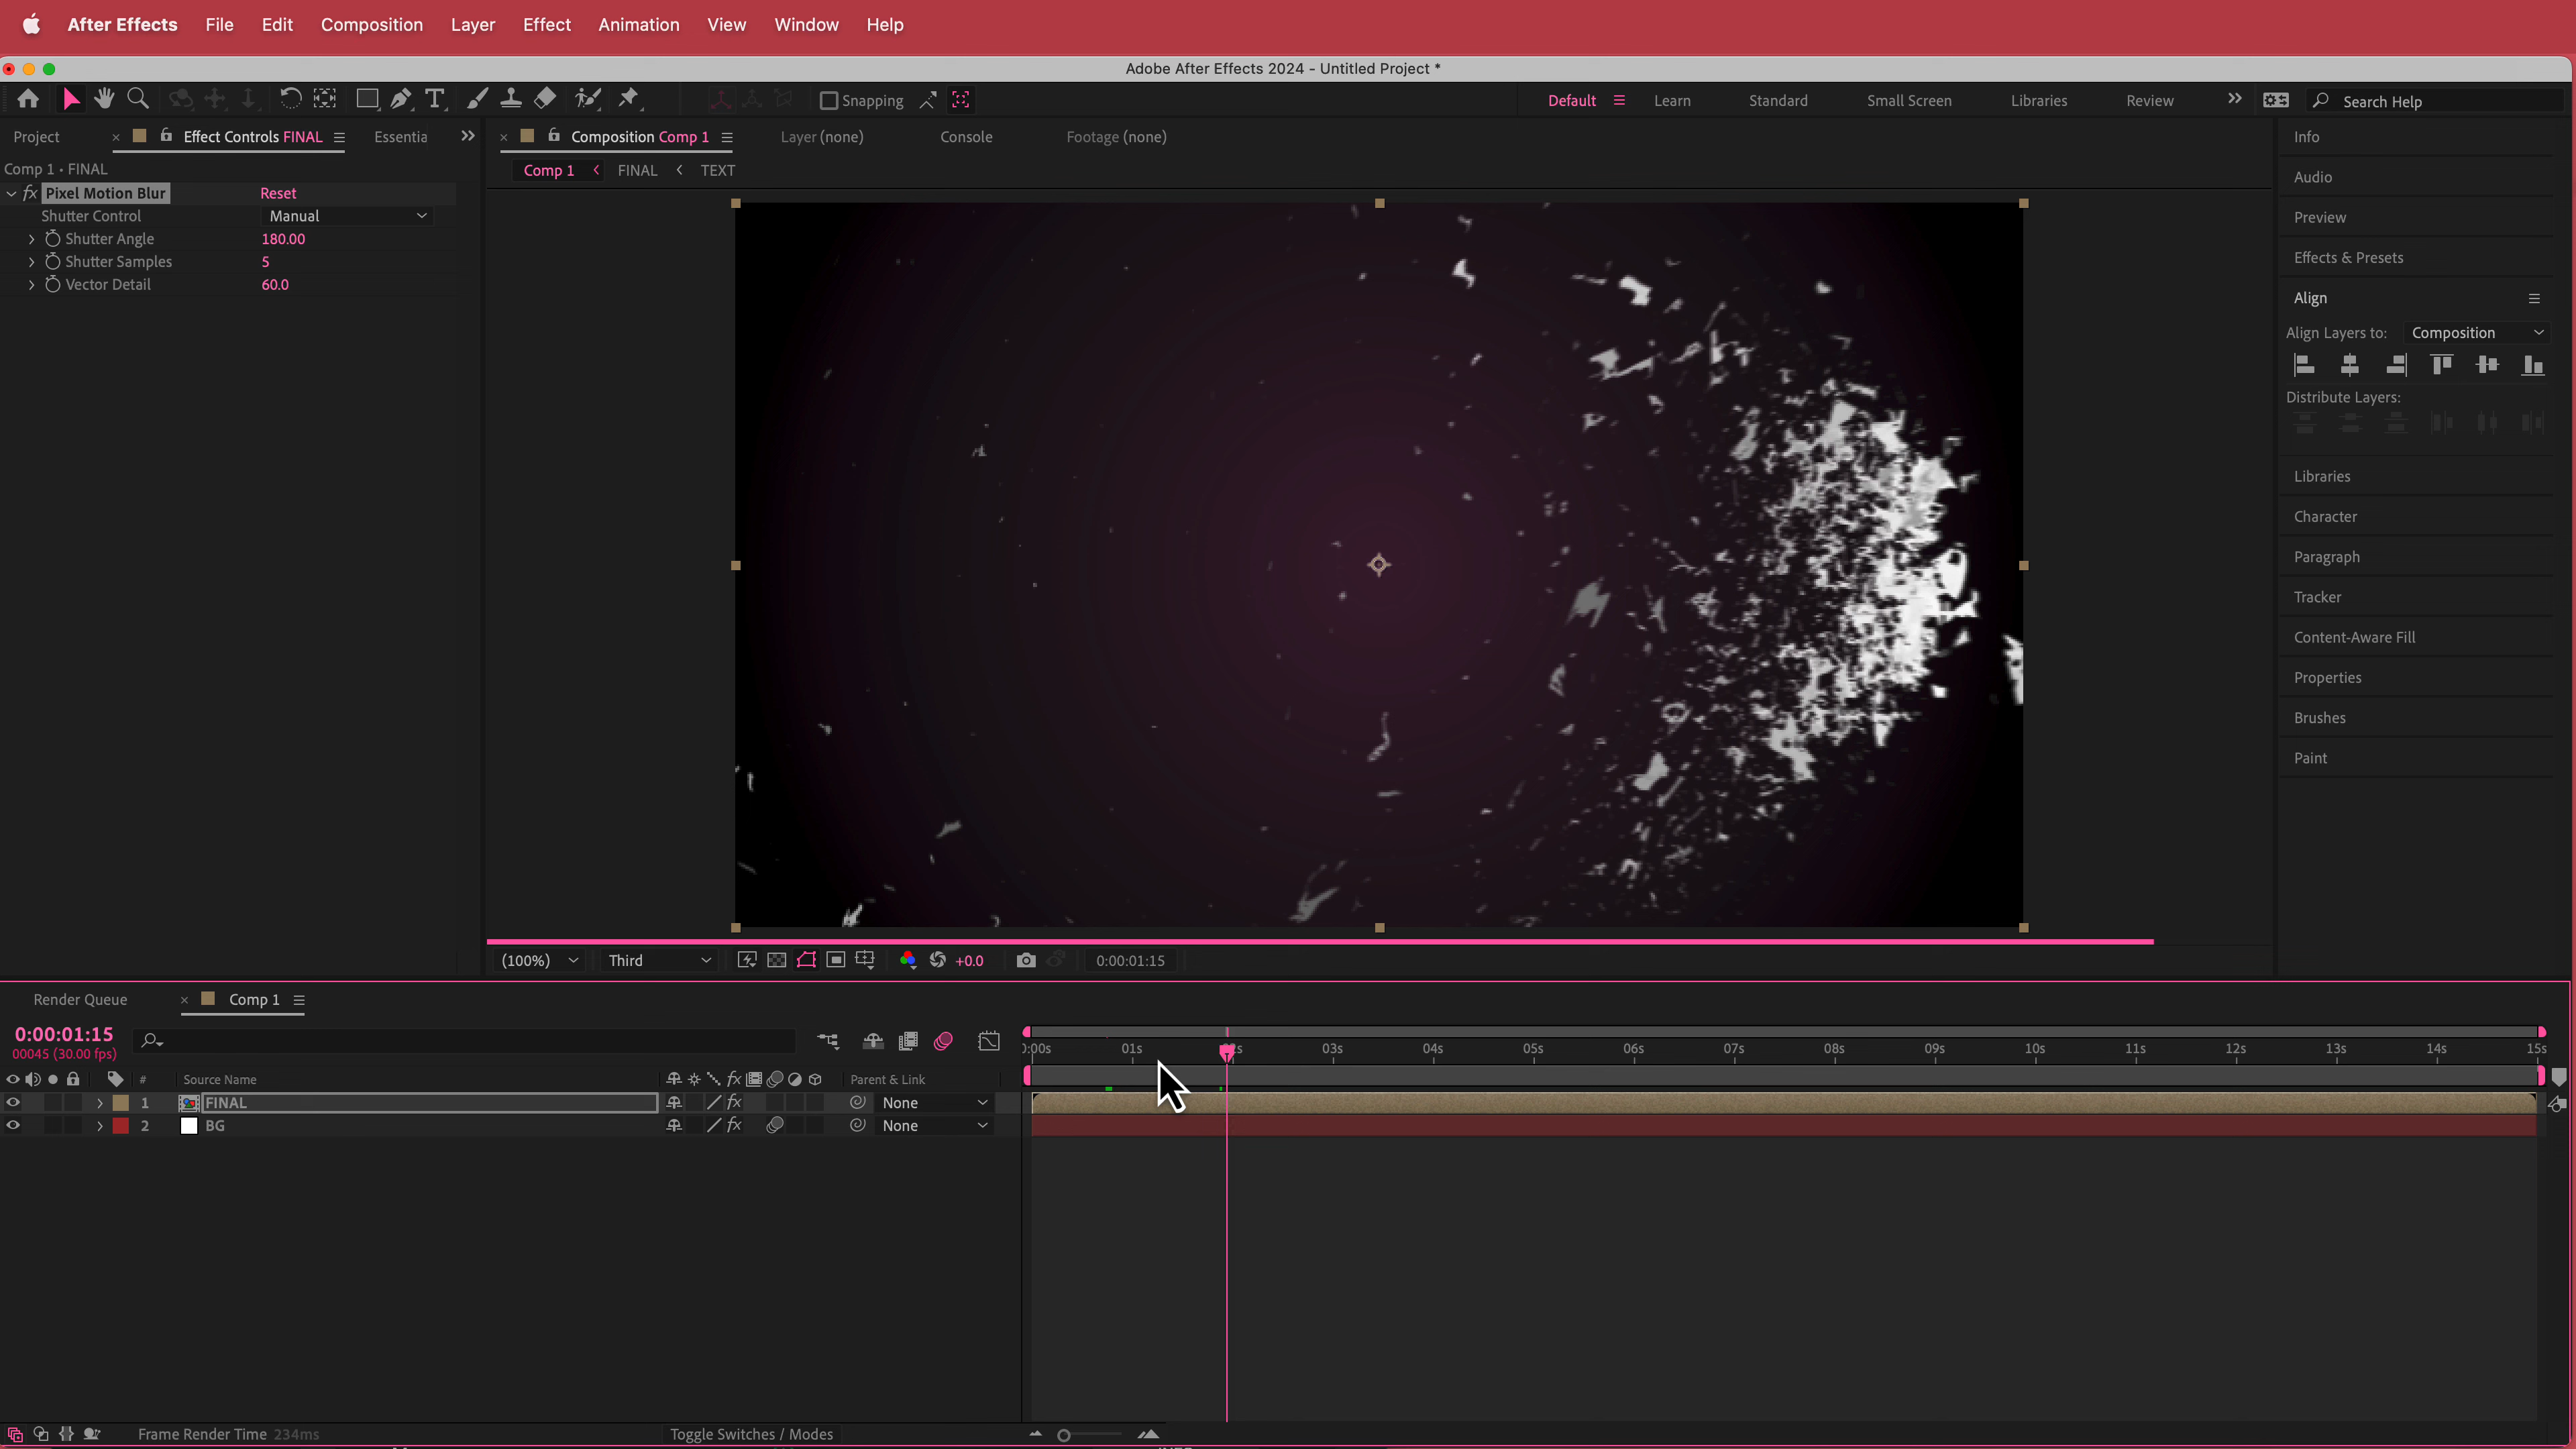 After Effects File Edit Composition Layer Effect Animation View Window Help
Adobe After Effects 2024 - Untitled Project *
Snapping Default Learn Standard Small Screen Libraries Review Search Help
Project Effect Controls FINAL Essentia Composition Comp 1 Layer (none) Console Footage (none) Info
Comp 1 • FINAL Comp 1 FINAL TEXT
fx Pixel Motion Blur Reset
Shutter Control Manual
Shutter Angle 180.00
Shutter Samples 5
Vector Detail 60.0
Audio
Preview
Effects & Presets
Align
Align Layers to: Composition
Distribute Layers:
Libraries
Character
Paragraph
Tracker
Content-Aware Fill
Properties
Brushes
Paint
(100%) Third +0.0 0:00:01:15
Render Queue Comp 1
0:00:01:15
00045 (30.00 fps)
0:00s 01s 03s 04s 05s 06s 07s 08s 09s 10s 11s 12s 13s 14s 15s
# Source Name fx Parent & Link
1 FINAL fx None
2 BG fx None
Frame Render Time 234ms Toggle Switches / Modes